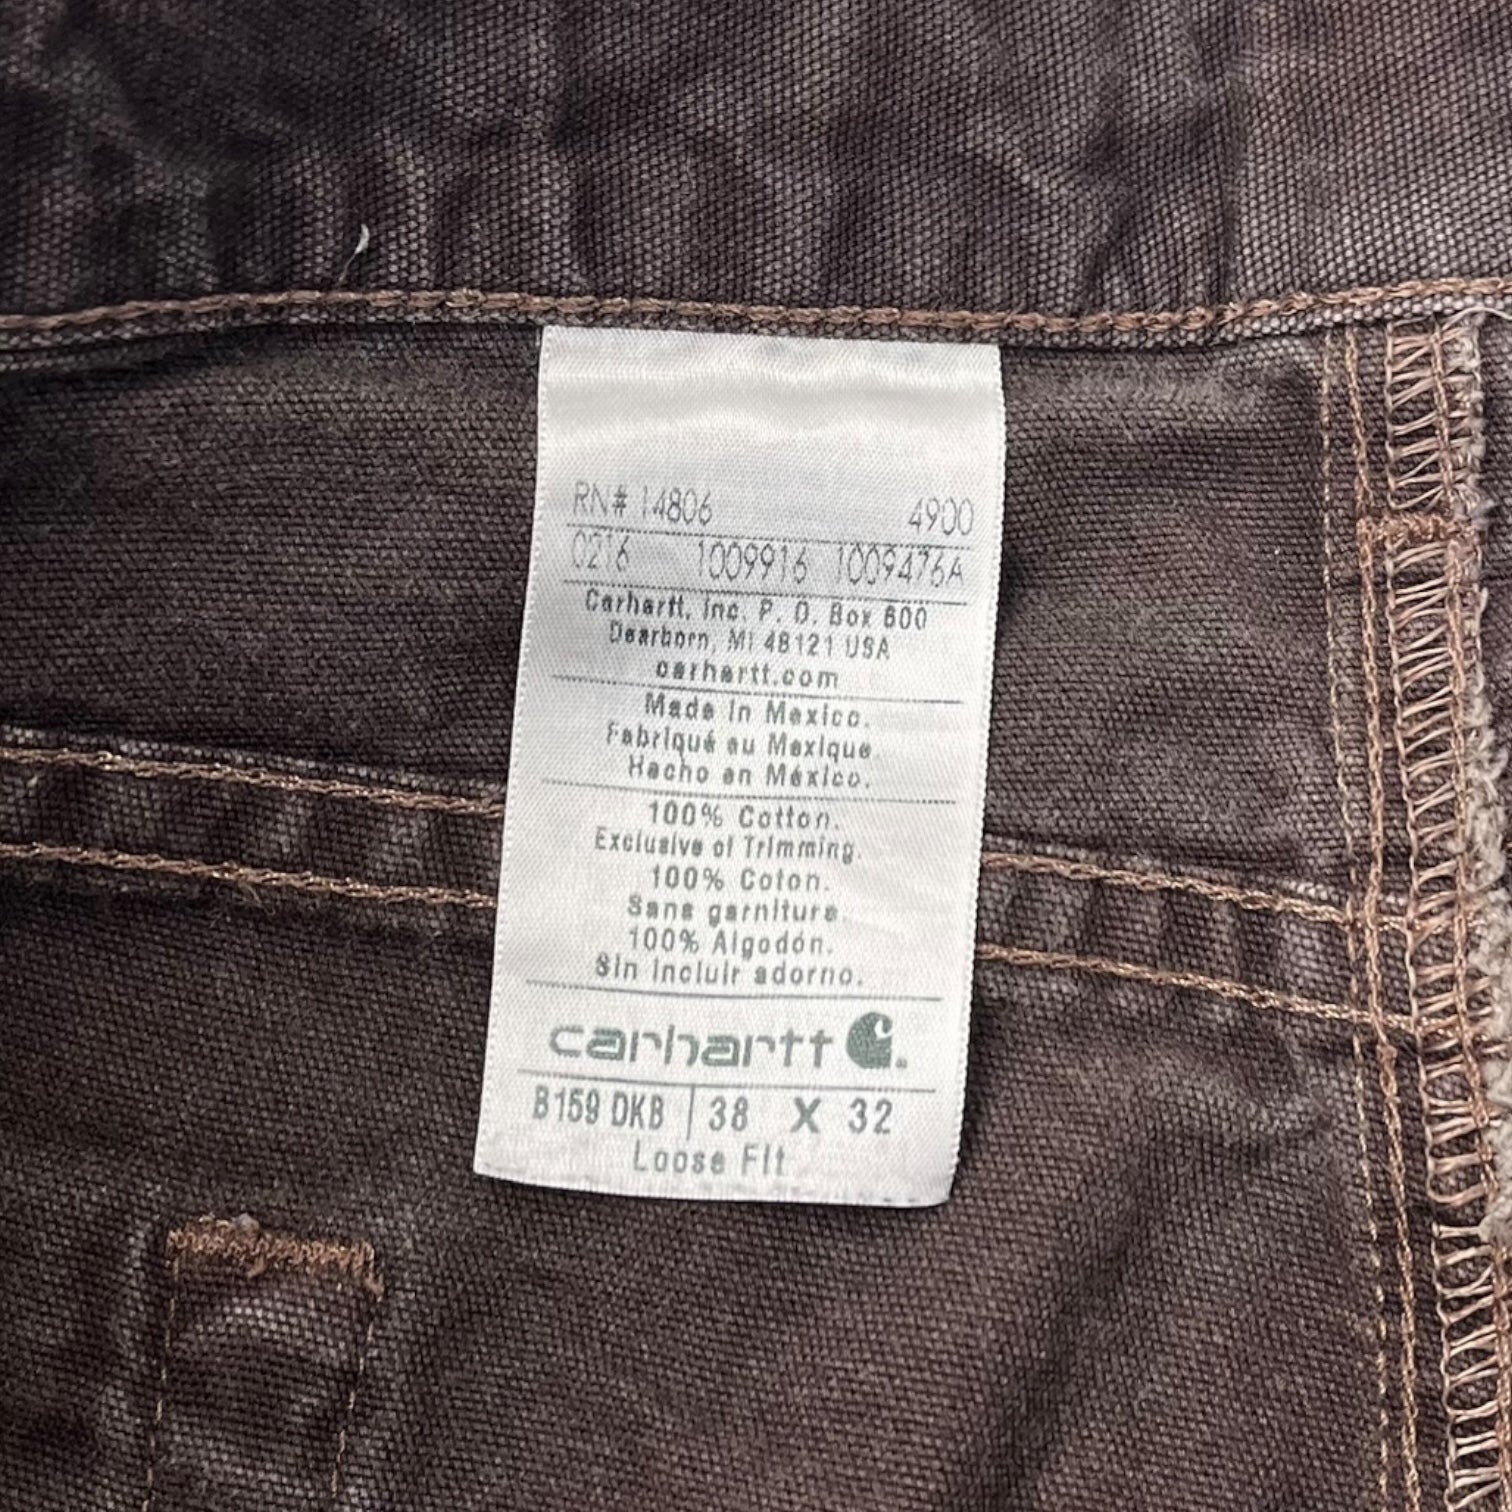 RN# 14806 4900
0216 1009916 1009476A
Carhartt, Inc. P. O. Box 600
Dearborn, MI 48121 USA
carhartt.com
Made in Mexico.
Fabriqué au Mexique.
Hecho en México.
100% Cotton.
Exclusive of Trimming.
100% Coton.
Sans garniture.
100% Algodón.
Sin incluir adorno.
carhartt
B159 DKB 38 X 32
Loose Fit